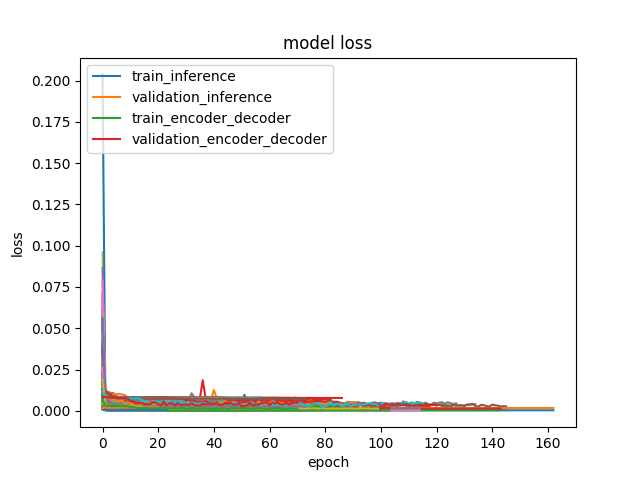 model loss
train_inference
validation_inference
train_encoder_decoder
validation_encoder_decoder
0.200
0.175
0.150
0.125
0.100
0.075
0.050
0.025
0.000
loss
0 20 40 60 80 100 120 140 160
epoch